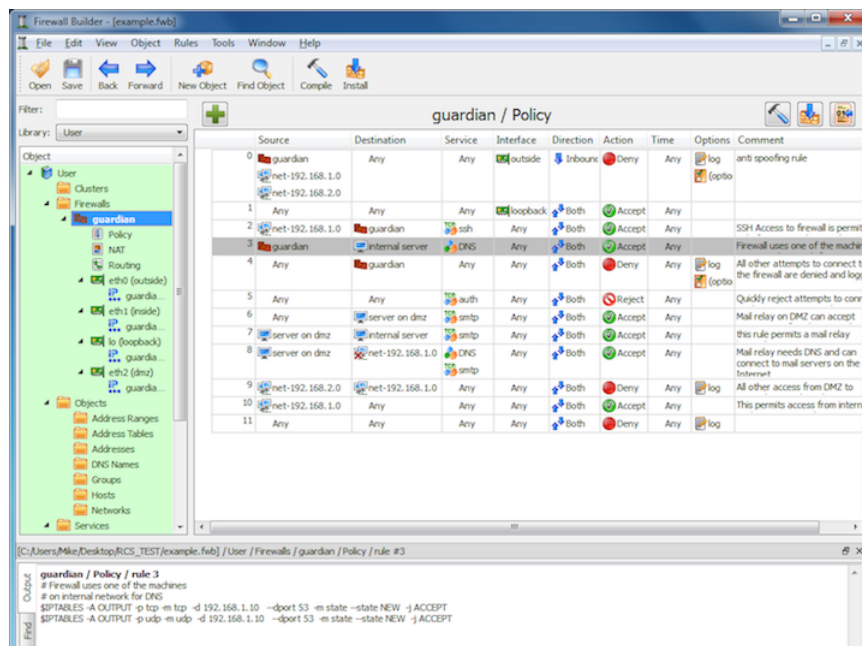 Firewall Builder - [example.fwb]
File Edit View Object Rules Tools Window Help
Open Save Back Forward New Object Find Object Compile Install
Filter:
Library: User
guardian / Policy
Object
User
Clusters
Firewalls
guardian
Policy
NAT
Routing
eth0 (outside)
guardia...
eth1 (inside)
guardia...
lo (loopback)
guardia...
eth2 (dmz)
guardia...
Objects
Address Ranges
Address Tables
Addresses
DNS Names
Groups
Hosts
Networks
Services
Source Destination Service Interface Direction Action Time Options Comment
0 guardian Any Any outside Inbound Deny Any log anti spoofing rule
net-192.168.1.0 (optio
net-192.168.2.0
1 Any Any Any loopback Both Accept Any
2 net-192.168.1.0 guardian ssh Any Both Accept Any SSH Access to firewall is permit
3 guardian internal server DNS Any Both Accept Any Firewall uses one of the machin
4 Any guardian Any Any Both Deny Any log All other attempts to connect t
(optio the firewall are denied and logg
5 Any Any auth Any Both Reject Any Quickly reject attempts to con
6 Any server on dmz smtp Any Both Accept Any Mail relay on DMZ can accept
7 server on dmz internal server smtp Any Both Accept Any this rule permits a mail relay
8 server on dmz net-192.168.1.0 DNS Any Both Accept Any Mail relay needs DNS and can
smtp connect to mail servers on the
Internet
9 net-192.168.2.0 net-192.168.1.0 Any Any Both Deny Any log All other access from DMZ to
10 net-192.168.1.0 Any Any Any Both Accept Any This permits access from intern
11 Any Any Any Any Both Deny Any log
[C:/Users/Mike/Desktop/RCS_TEST/example.fwb] / User / Firewalls / guardian / Policy / rule #3
Output
Find
guardian / Policy / rule 3
# Firewall uses one of the machines
# on internal network for DNS
$IPTABLES -A OUTPUT -p tcp -m tcp -d 192.168.1.10 --dport 53 -m state --state NEW -j ACCEPT
$IPTABLES -A OUTPUT -p udp -m udp -d 192.168.1.10 --dport 53 -m state --state NEW -j ACCEPT